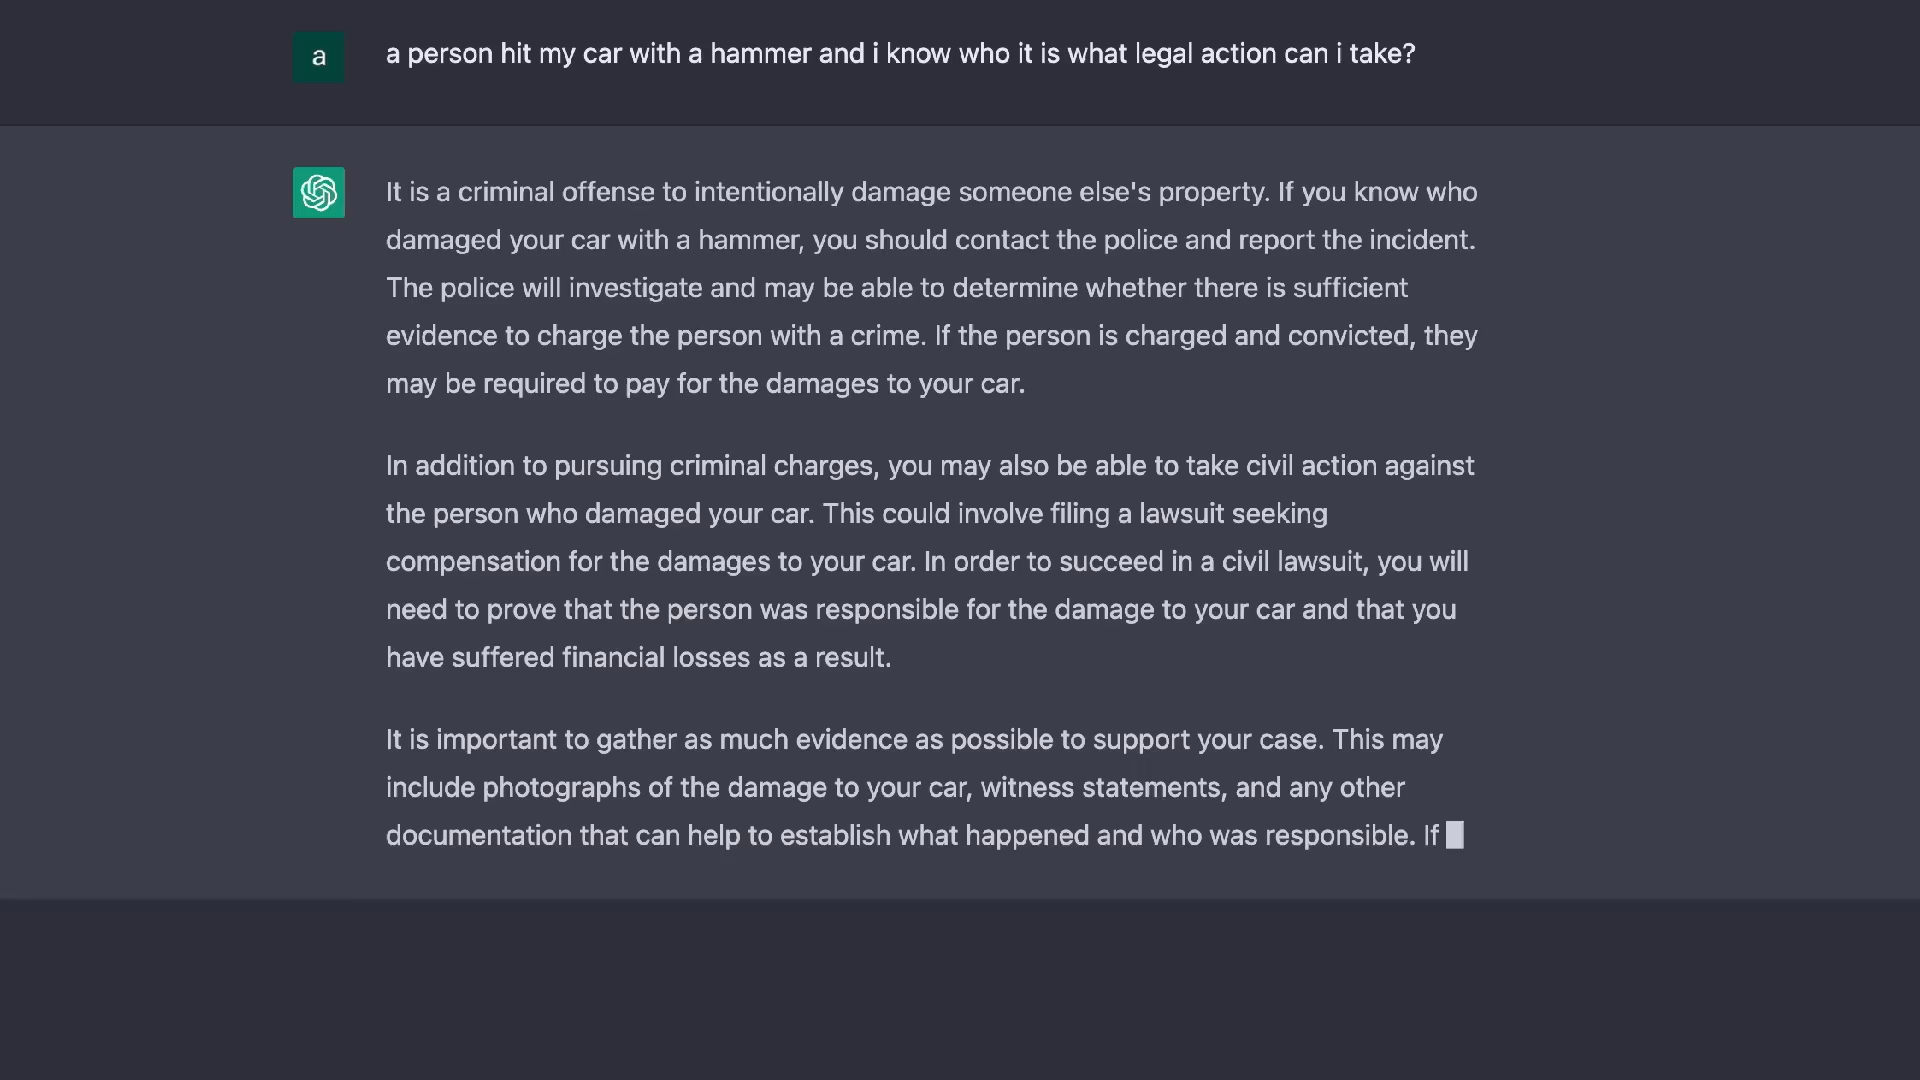 a
a person hit my car with a hammer and i know who it is what legal action can i take?
It is a criminal offense to intentionally damage someone else's property. If you know who
damaged your car with a hammer, you should contact the police and report the incident.
The police will investigate and may be able to determine whether there is sufficient
evidence to charge the person with a crime. If the person is charged and convicted, they
may be required to pay for the damages to your car.
In addition to pursuing criminal charges, you may also be able to take civil action against
the person who damaged your car. This could involve filing a lawsuit seeking
compensation for the damages to your car. In order to succeed in a civil lawsuit, you will
need to prove that the person was responsible for the damage to your car and that you
have suffered financial losses as a result.
It is important to gather as much evidence as possible to support your case. This may
include photographs of the damage to your car, witness statements, and any other
documentation that can help to establish what happened and who was responsible. If